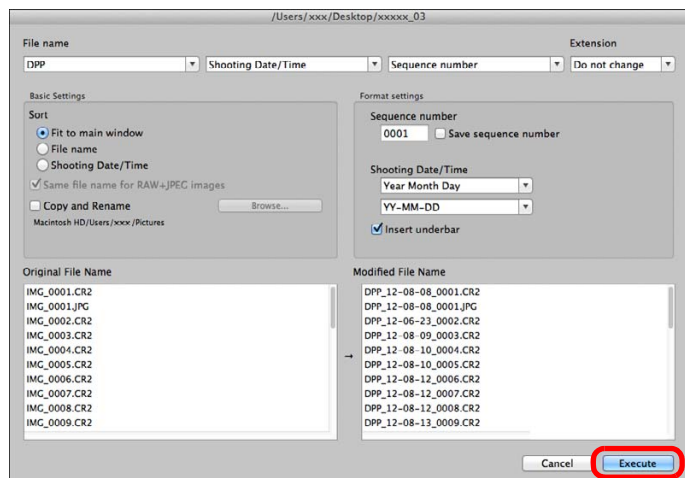 /Users/xxx/Desktop/xxxxx_03
File name
Extension
DPP
Shooting Date/Time
Sequence number
Do not change
Basic Settings
Sort
Fit to main window
File name
Shooting Date/Time
Same file name for RAW+JPEG images
Copy and Rename
Browse...
Macintosh HD/Users/xxx/Pictures
Format settings
Sequence number
0001
Save sequence number
Shooting Date/Time
Year Month Day
YY-MM-DD
Insert underbar
Original File Name
IMG_0001.CR2
IMG_0001.JPG
IMG_0002.CR2
IMG_0003.CR2
IMG_0004.CR2
IMG_0005.CR2
IMG_0006.CR2
IMG_0007.CR2
IMG_0008.CR2
IMG_0009.CR2
→
Modified File Name
DPP_12-08-08_0001.CR2
DPP_12-08-08_0001.JPG
DPP_12-06-23_0002.CR2
DPP_12-08-09_0003.CR2
DPP_12-08-10_0004.CR2
DPP_12-08-10_0005.CR2
DPP_12-08-12_0006.CR2
DPP_12-08-12_0007.CR2
DPP_12-08-12_0008.CR2
DPP_12-08-13_0009.CR2
Cancel
Execute